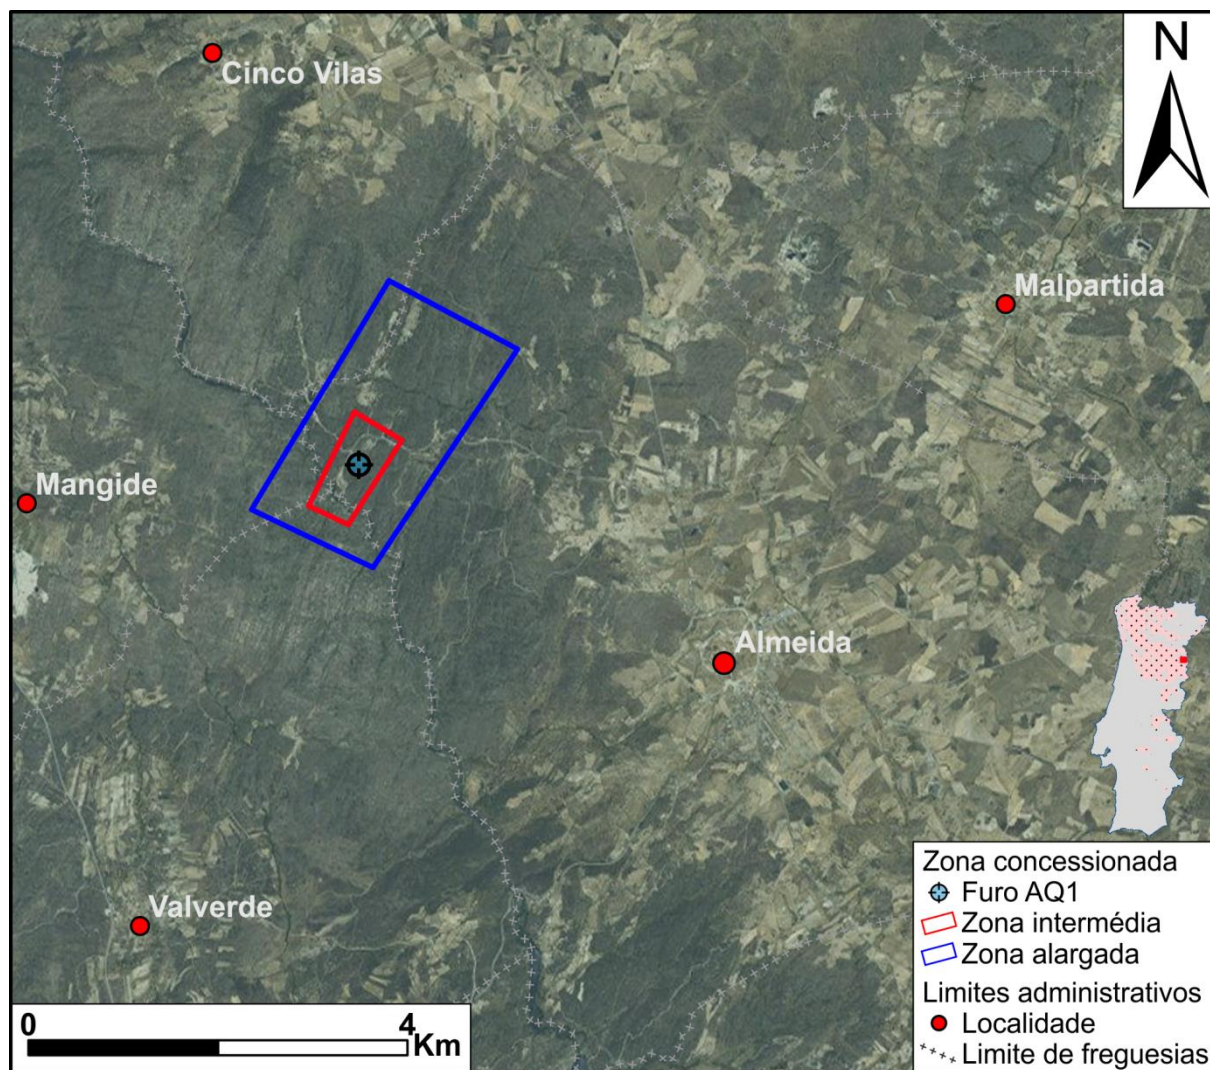 Cinco Vilas
N
Malpartida
Mangide
Almeida
Valverde
Zona concessionada
Furo AQ1
Zona intermédia
Zona alargada
Limites administrativos
Localidade
Limite de freguesias
0 4
Km